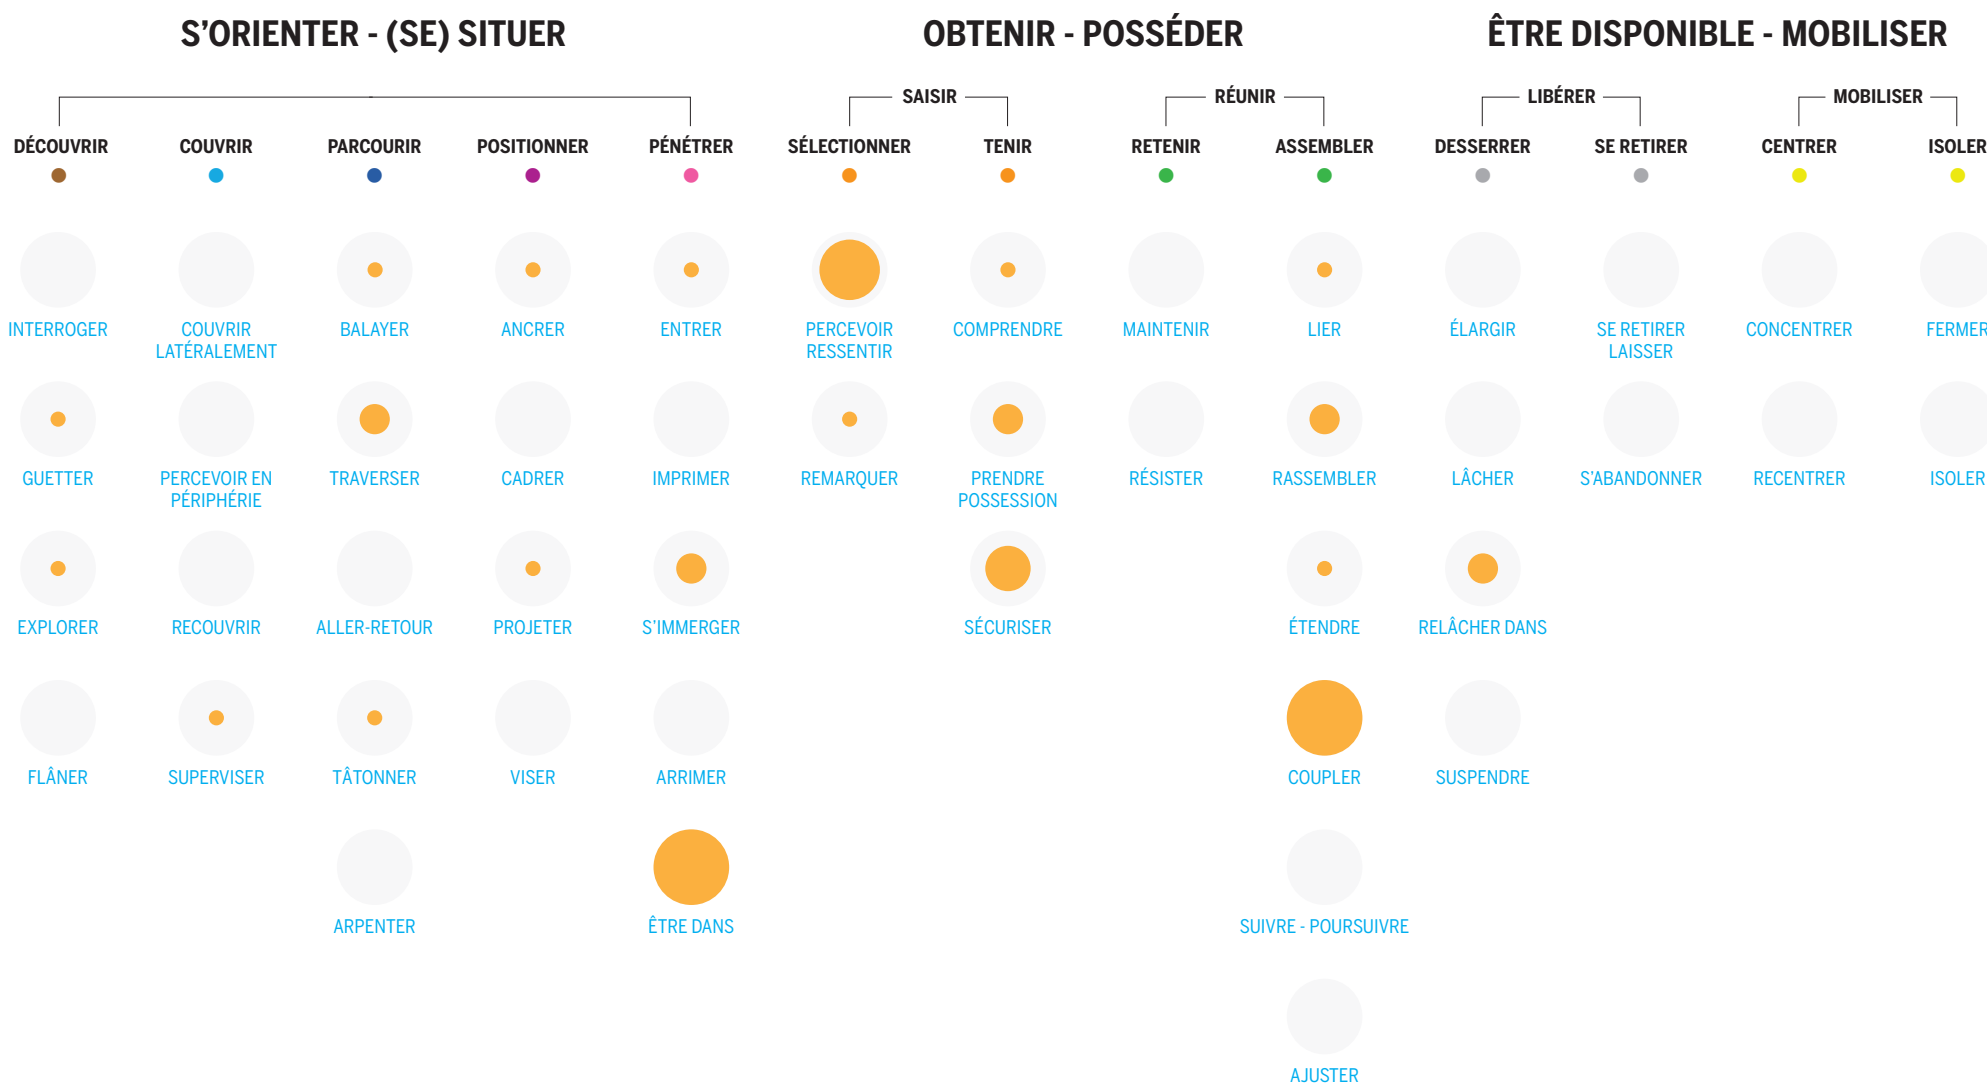 S’ORIENTER - (SE) SITUER
OBTENIR - POSSÉDER
ÊTRE DISPONIBLE - MOBILISER
SAISIR
RÉUNIR
LIBÉRER
MOBILISER
DÉCOUVRIR
COUVRIR
PARCOURIR
POSITIONNER
PÉNÉTRER
SÉLECTIONNER
TENIR
RETENIR
ASSEMBLER
DESSERRER
SE RETIRER
CENTRER
ISOLER
INTERROGER
COUVRIR
LATÉRALEMENT
BALAYER
ANCRER
ENTRER
PERCEVOIR
RESSENTIR
COMPRENDRE
MAINTENIR
LIER
ÉLARGIR
SE RETIRER
LAISSER
CONCENTRER
FERMER
GUETTER
PERCEVOIR EN
PÉRIPHÉRIE
TRAVERSER
CADRER
IMPRIMER
REMARQUER
PRENDRE
POSSESSION
RÉSISTER
RASSEMBLER
LÂCHER
S’ABANDONNER
RECENTRER
ISOLER
EXPLORER
RECOUVRIR
ALLER-RETOUR
PROJETER
S’IMMERGER
SÉCURISER
ÉTENDRE
RELÂCHER DANS
FLÂNER
SUPERVISER
TÂTONNER
VISER
ARRIMER
COUPLER
SUSPENDRE
ARPENTER
ÊTRE DANS
SUIVRE - POURSUIVRE
AJUSTER